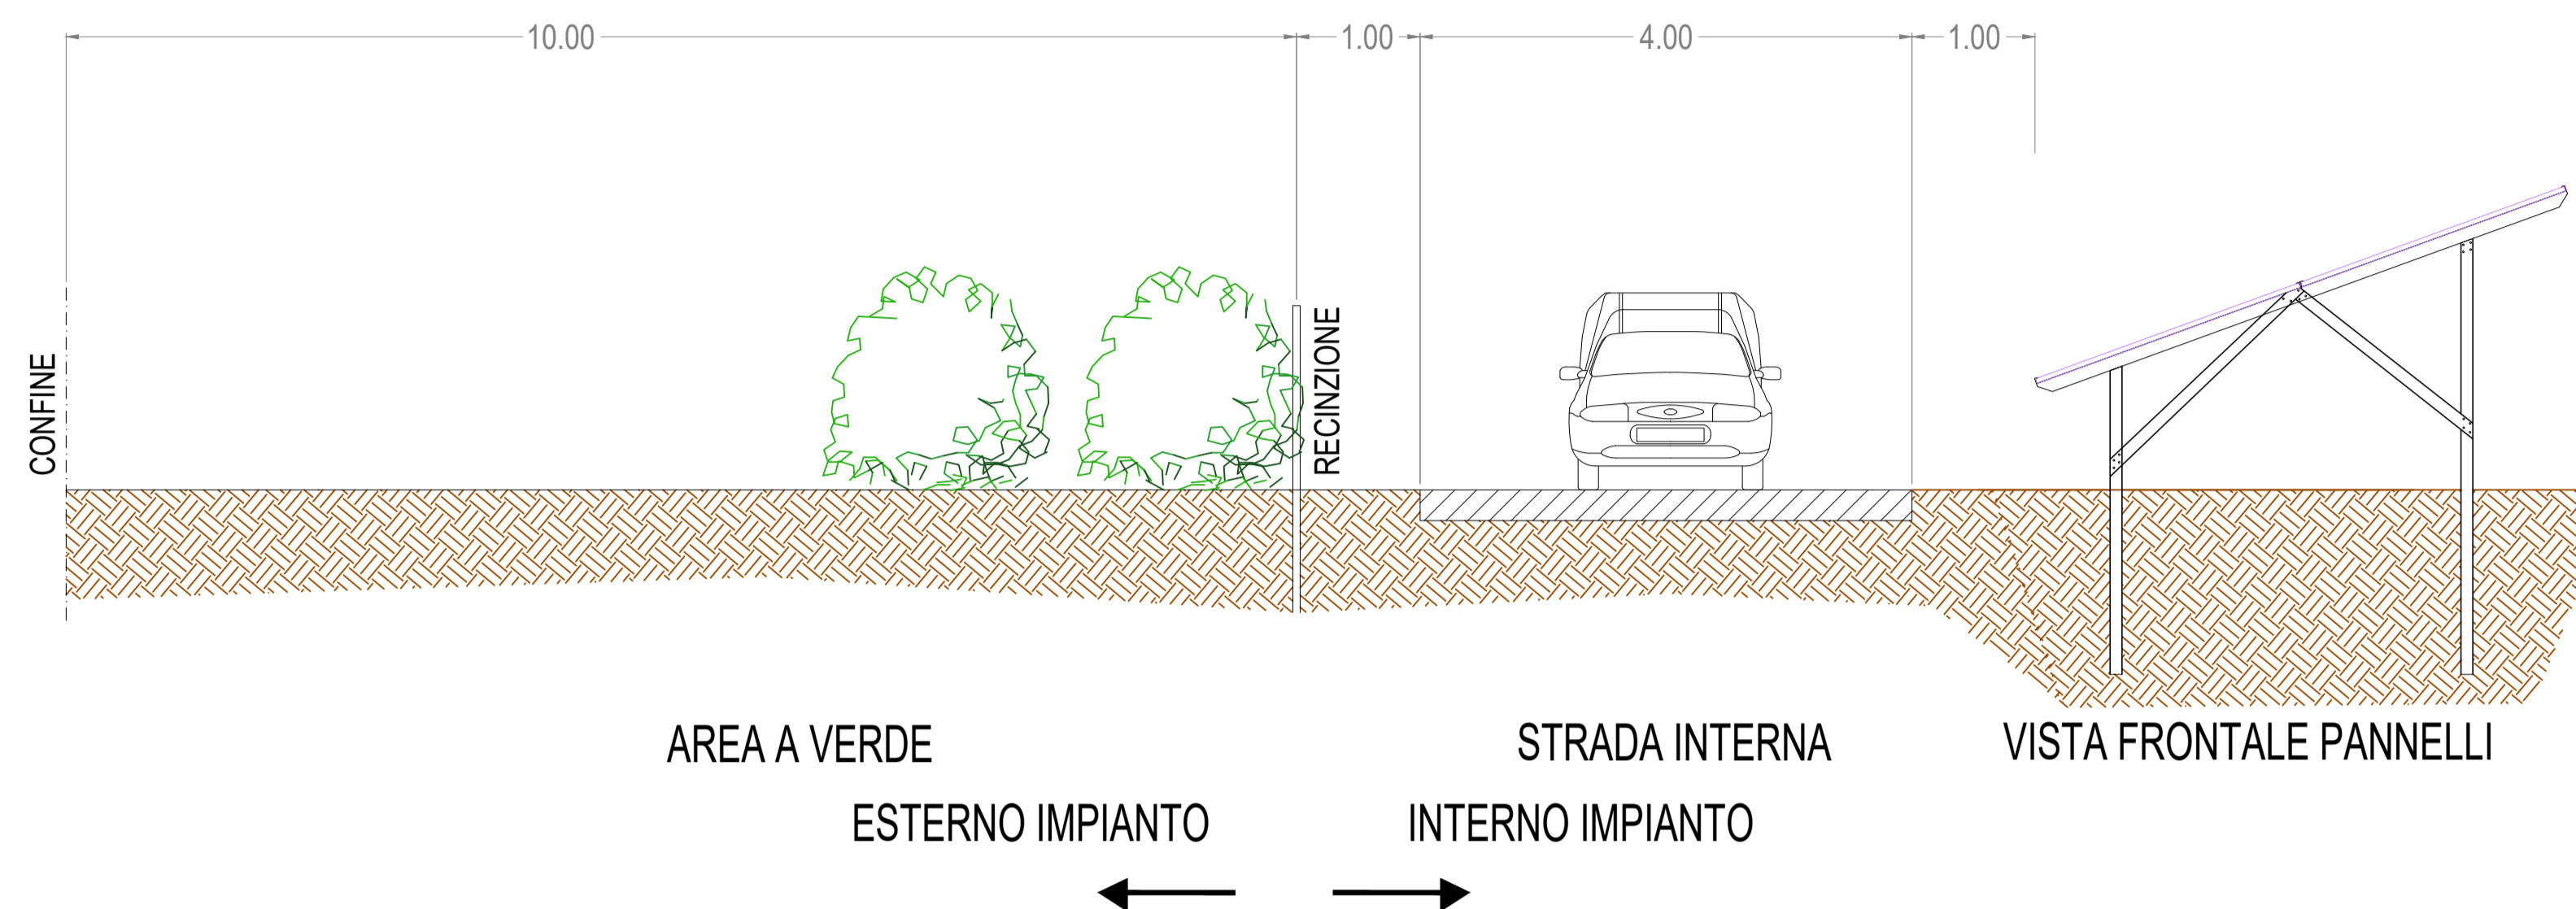 10.00
1.00
4.00
1.00
CONFINE
RECINZIONE
AREA A VERDE
STRADA INTERNA
VISTA FRONTALE PANNELLI
ESTERNO IMPIANTO
INTERNO IMPIANTO